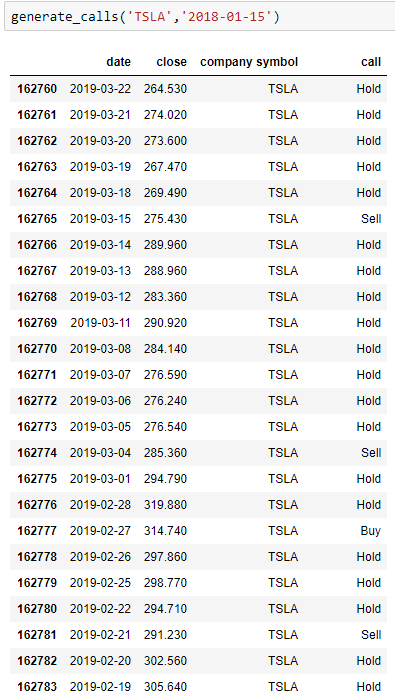 generate_calls('TSLA','2018-01-15')
date close company symbol call
162760 2019-03-22 264.530 TSLA Hold
162761 2019-03-21 274.020 TSLA Hold
162762 2019-03-20 273.600 TSLA Hold
162763 2019-03-19 267.470 TSLA Hold
162764 2019-03-18 269.490 TSLA Hold
162765 2019-03-15 275.430 TSLA Sell
162766 2019-03-14 289.960 TSLA Hold
162767 2019-03-13 288.960 TSLA Hold
162768 2019-03-12 283.360 TSLA Hold
162769 2019-03-11 290.920 TSLA Hold
162770 2019-03-08 284.140 TSLA Hold
162771 2019-03-07 276.590 TSLA Hold
162772 2019-03-06 276.240 TSLA Hold
162773 2019-03-05 276.540 TSLA Hold
162774 2019-03-04 285.360 TSLA Sell
162775 2019-03-01 294.790 TSLA Hold
162776 2019-02-28 319.880 TSLA Hold
162777 2019-02-27 314.740 TSLA Buy
162778 2019-02-26 297.860 TSLA Hold
162779 2019-02-25 298.770 TSLA Hold
162780 2019-02-22 294.710 TSLA Hold
162781 2019-02-21 291.230 TSLA Sell
162782 2019-02-20 302.560 TSLA Hold
162783 2019-02-19 305.640 TSLA Hold